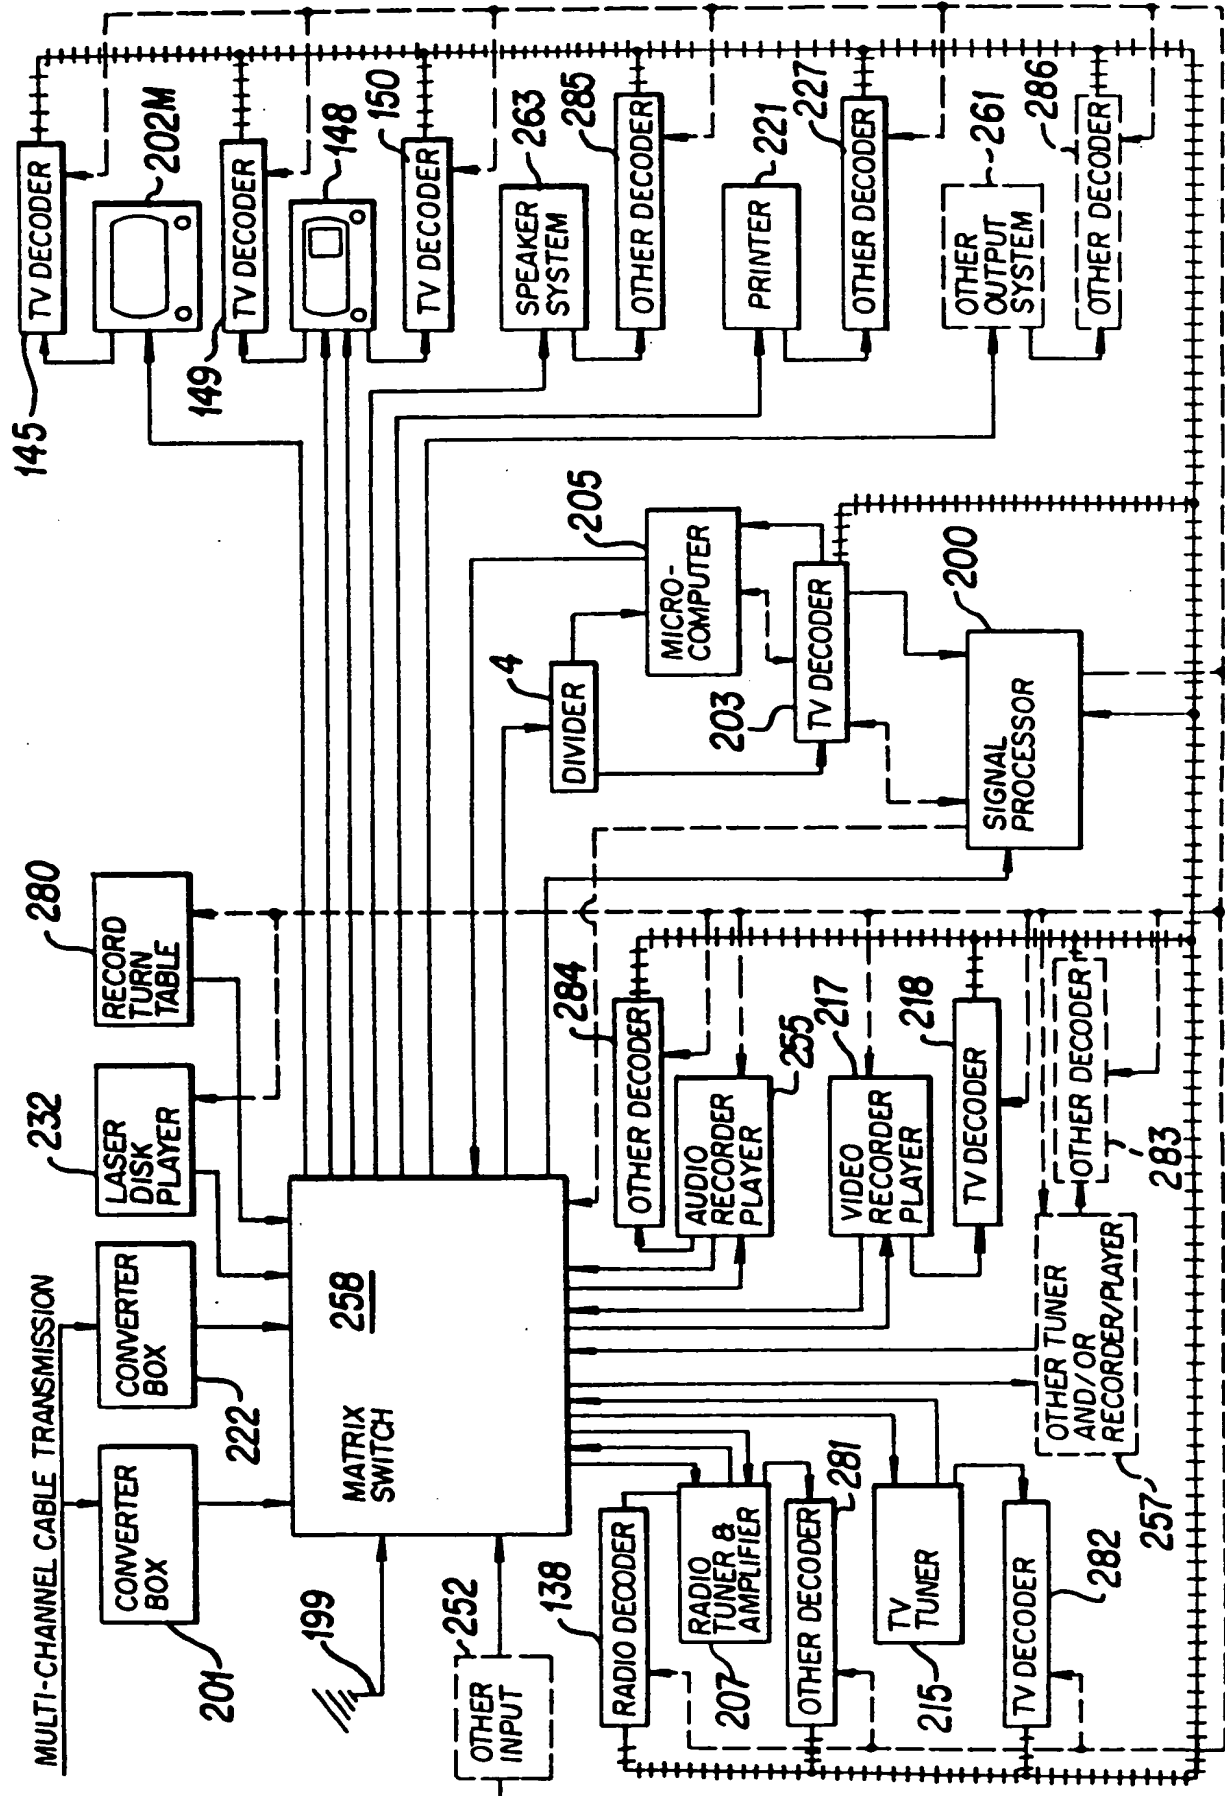 MULTI-CHANNEL CABLE TRANSMISSION
CONVERTER
BOX
201
CONVERTER
BOX
222
232
LASER
DISK
PLAYER
280
RECORD
TURN
TABLE
199
252
OTHER
INPUT
MATRIX
SWITCH
258
145
TV DECODER
202M
149
TV DECODER
148
150
TV DECODER
SPEAKER
SYSTEM
263
285
OTHER DECODER
PRINTER
221
227
OTHER DECODER
OTHER
OUTPUT
SYSTEM
261
286
OTHER DECODER
4
DIVIDER
205
MICRO-
COMPUTER
203
TV DECODER
200
SIGNAL
PROCESSOR
138
RADIO DECODER
RADIO
TUNER &
AMPLIFIER
207
281
OTHER DECODER
TV
TUNER
215
TV DECODER
282
284
OTHER DECODER
AUDIO
RECORDER
PLAYER
255
217
VIDEO
RECORDER
PLAYER
218
TV DECODER
OTHER DECODER
283
OTHER TUNER
AND/OR
RECORDER/PLAYER
257